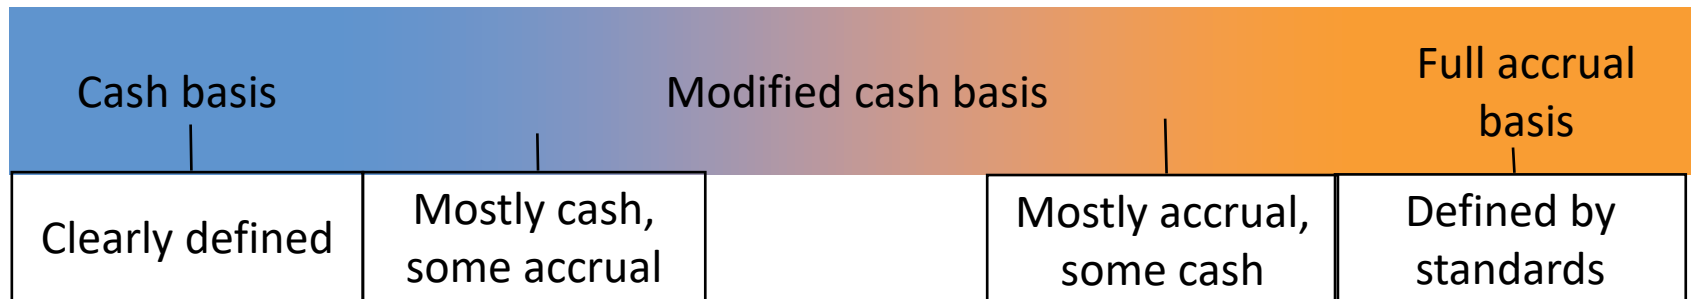 Cash basis
Modified cash basis
Full accrual
basis
Clearly defined
Mostly cash,
some accrual
Mostly accrual,
some cash
Defined by
standards